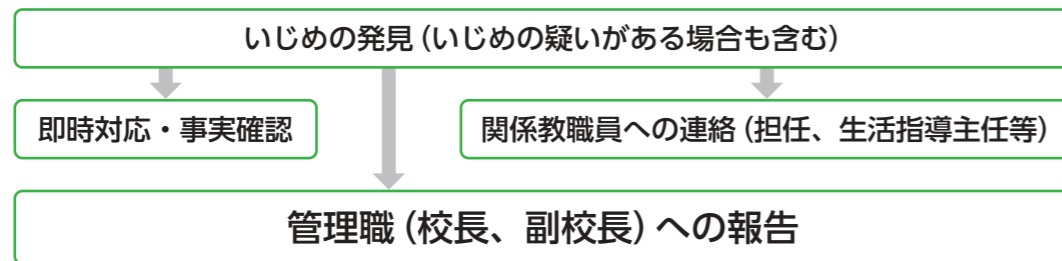 いじめの発見（いじめの疑いがある場合も含む）
即時対応・事実確認
関係教職員への連絡（担任、生活指導主任等）
管理職（校長、副校長）への報告